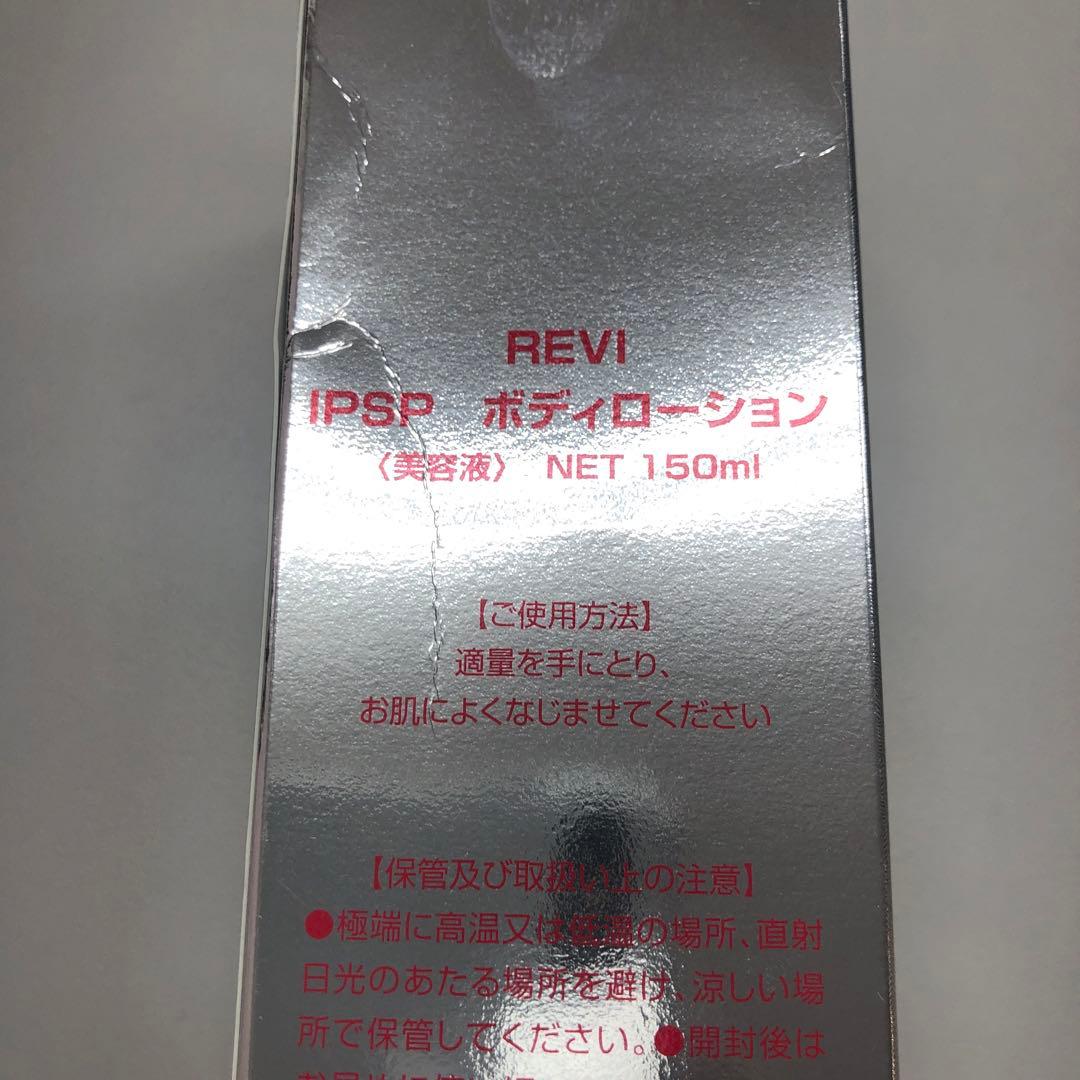 REVI
IPSP ボディローション
〈美容液〉 NET 150ml
【ご使用方法】
適量を手にとり、
お肌によくなじませてください
【保管及び取扱い上の注意】
●極端に高温又は低温の場所、直射
日光のあたる場所を避け、涼しい場
所で保管してください。●開封後は